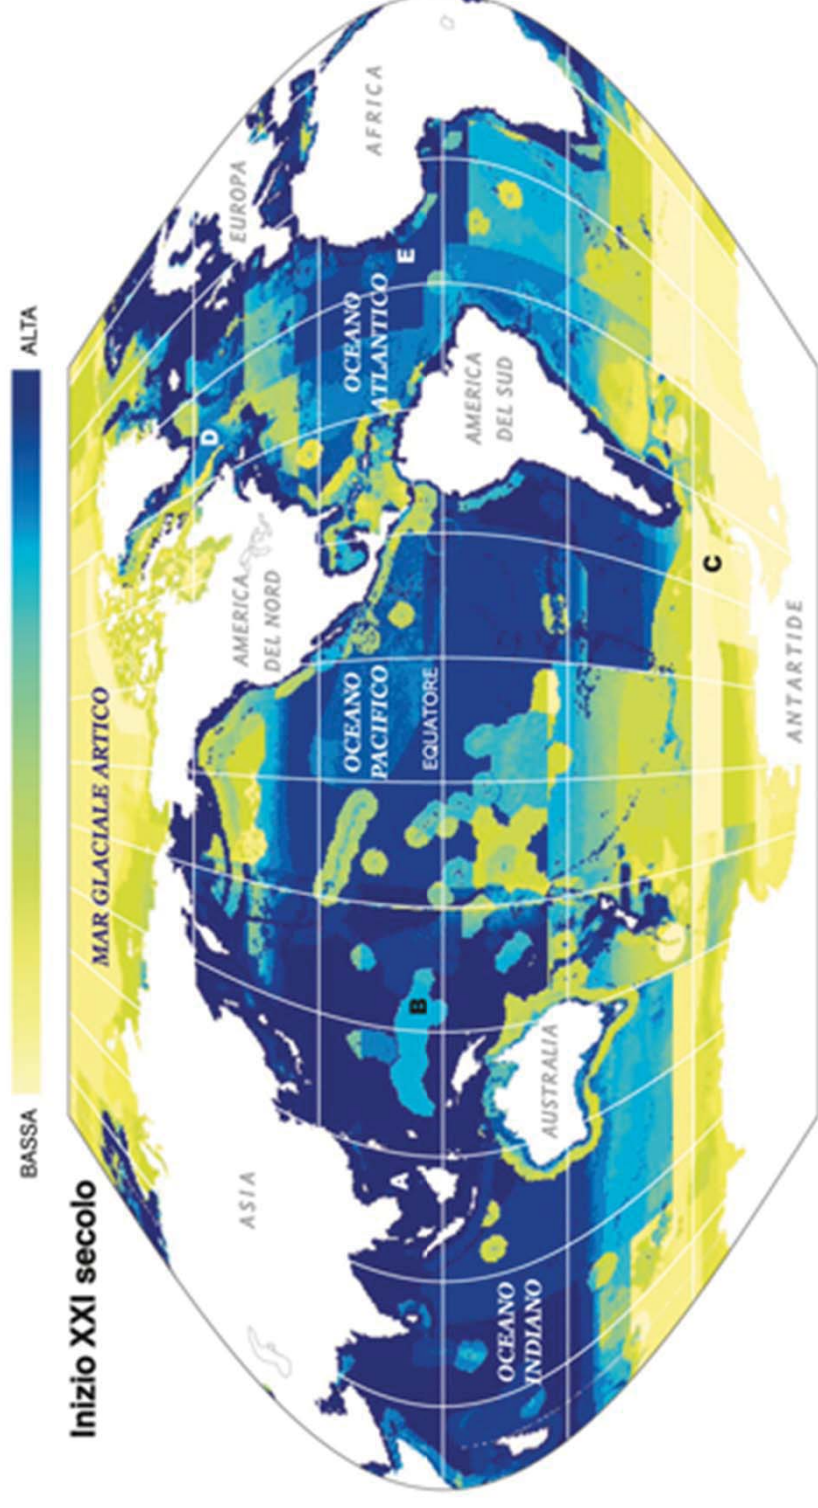 Inizio XXI secolo
BASSA
ALTA
MAR GLACIALE ARTICO
ASIA
AMERICA
DEL NORD
EUROPA
AFRICA
D
OCEANO
PACIFICO
OCEANO
ATLANTICO
E
A
B
EQUATORE
OCEANO
INDIANO
AUSTRALIA
AMERICA
DEL SUD
C
ANTARTIDE